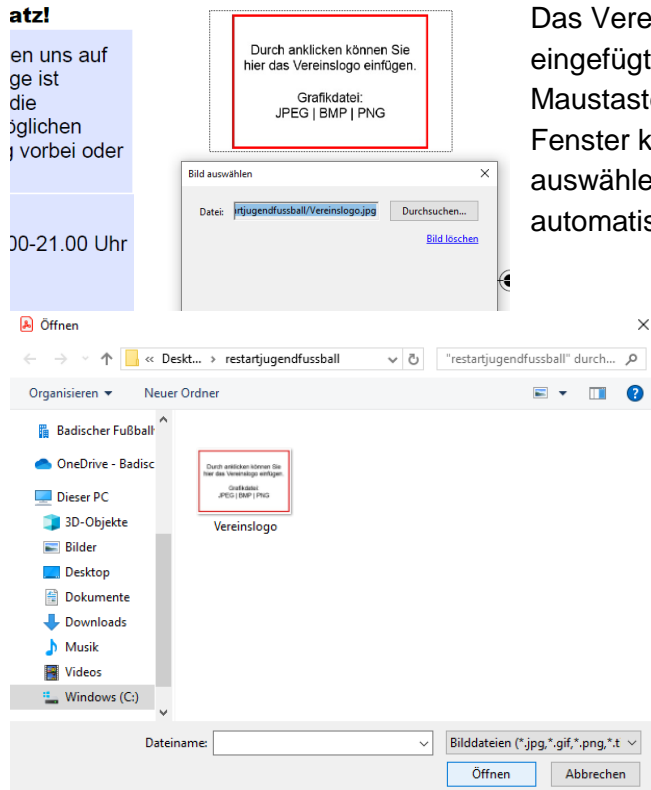 atz!
en uns auf
ge ist
die
öglichen
g vorbei oder
00-21.00 Uhr
Durch anklicken können Sie
hier das Vereinslogo einfügen.
Grafikdatei:
JPEG | BMP | PNG
Das Vere
eingefügt
Maustast
Fenster k
auswähle
automatis
Bild auswählen
Datei: rtjugendfussball/Vereinslogo.jpg Durchsuchen...
Bild löschen
Öffnen
« Deskt... › restartjugendfussball "restartjugendfussball" durch...
Organisieren Neuer Ordner
Badischer Fußball
OneDrive - Badisc
Dieser PC
3D-Objekte
Bilder
Desktop
Dokumente
Downloads
Musik
Videos
Windows (C:)
Durch anklicken können Sie
hier das Vereinslogo einfügen.
Grafikdatei:
JPEG | BMP | PNG
Vereinslogo
Dateiname: Bilddateien (*.jpg,*.gif,*.png,*.t
Öffnen Abbrechen